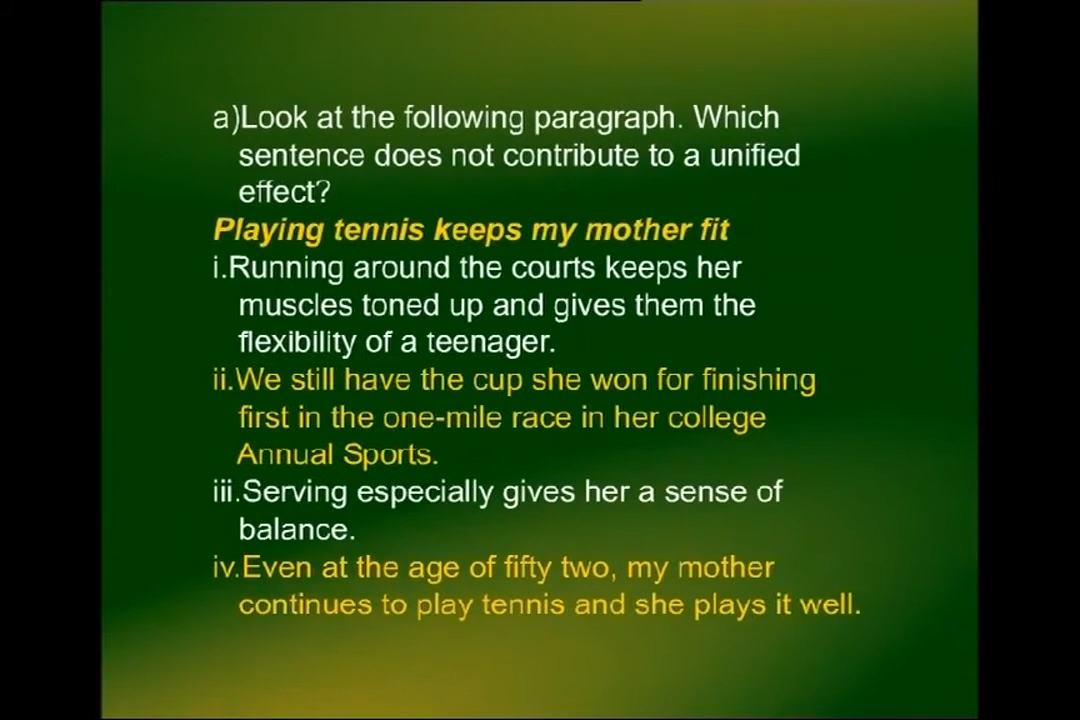 a)Look at the following paragraph. Which
sentence does not contribute to a unified
effect?
Playing tennis keeps my mother fit
i.Running around the courts keeps her
muscles toned up and gives them the
flexibility of a teenager.
ii.We still have the cup she won for finishing
first in the one-mile race in her college
Annual Sports.
iii.Serving especially gives her a sense of
balance.
iv.Even at the age of fifty two, my mother
continues to play tennis and she plays it well.